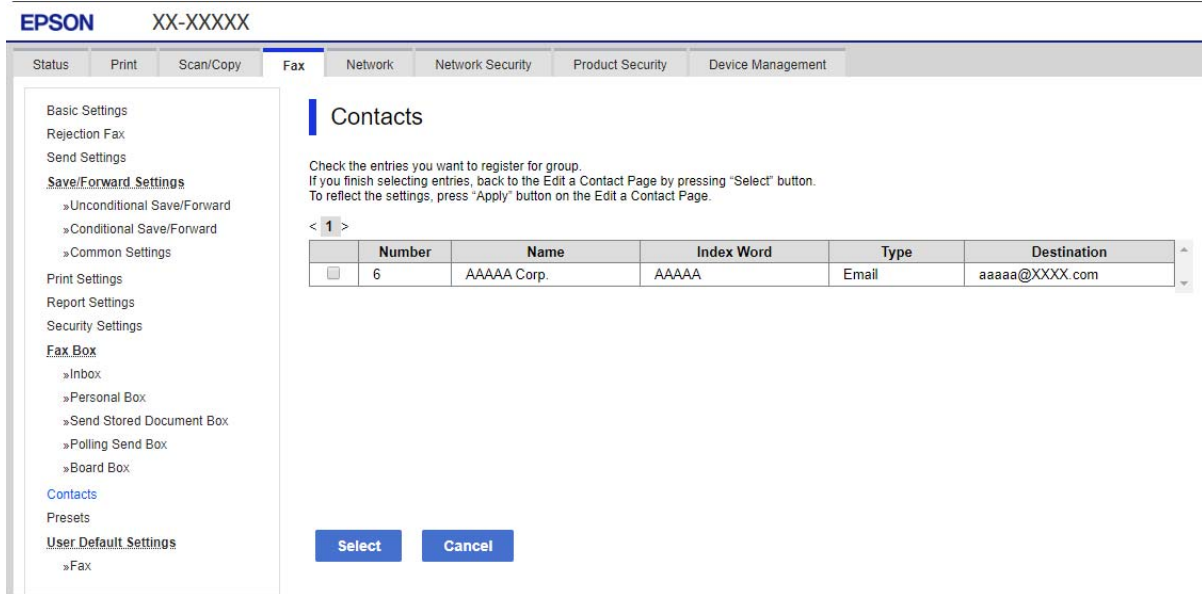 EPSON XX-XXXXX
Status Print Scan/Copy Fax Network Network Security Product Security Device Management
Basic Settings
Rejection Fax
Send Settings
Save/Forward Settings
»Unconditional Save/Forward
»Conditional Save/Forward
»Common Settings
Print Settings
Report Settings
Security Settings
Fax Box
»Inbox
»Personal Box
»Send Stored Document Box
»Polling Send Box
»Board Box
Contacts
Presets
User Default Settings
»Fax
Contacts
Check the entries you want to register for group.
If you finish selecting entries, back to the Edit a Contact Page by pressing “Select” button.
To reflect the settings, press “Apply” button on the Edit a Contact Page.
< 1 >
Number Name Index Word Type Destination
6 AAAAA Corp. AAAAA Email aaaaa@XXXX.com
Select Cancel